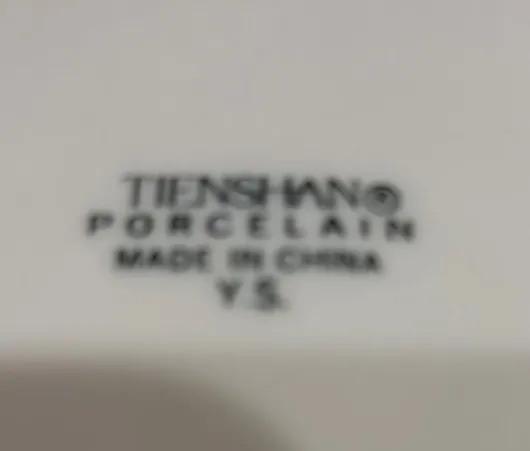 TIENSHAN®
PORCELAIN
MADE IN CHINA
Y.S.